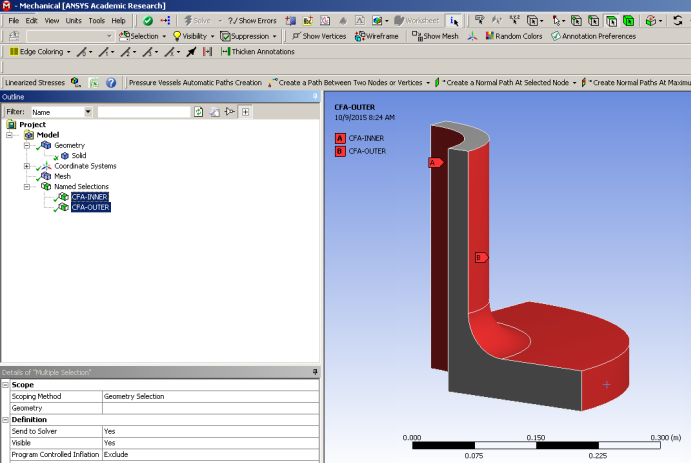 - Mechanical [ANSYS Academic Research]
File Edit View Units Tools Help Solve ?/ Show Errors Worksheet
Selection Visibility Suppression Show Vertices Wireframe Show Mesh Random Colors Annotation Preferences
Edge Coloring Thicken Annotations
Linearized Stresses Pressure Vessels Automatic Paths Creation *Create a Path Between Two Nodes or Vertices *Create a Normal Path At Selected Node *Create Normal Paths At Maximu
Outline
Filter: Name
Project
Model
Geometry
Solid
Coordinate Systems
Mesh
Named Selections
CFA-INNER
CFA-OUTER
Details of "Multiple Selection"
Scope
Scoping Method Geometry Selection
Geometry
Definition
Send to Solver Yes
Visible Yes
Program Controlled Inflation Exclude
CFA-OUTER
10/9/2015 8:24 AM
A CFA-INNER
B CFA-OUTER
A
B
0.000 0.150 0.300 (m)
0.075 0.225